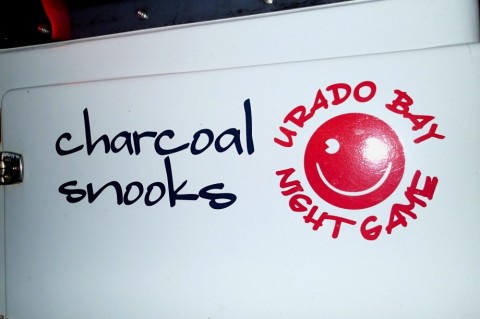 charcoal
snooks
URADO BAY
NIGHT GAME